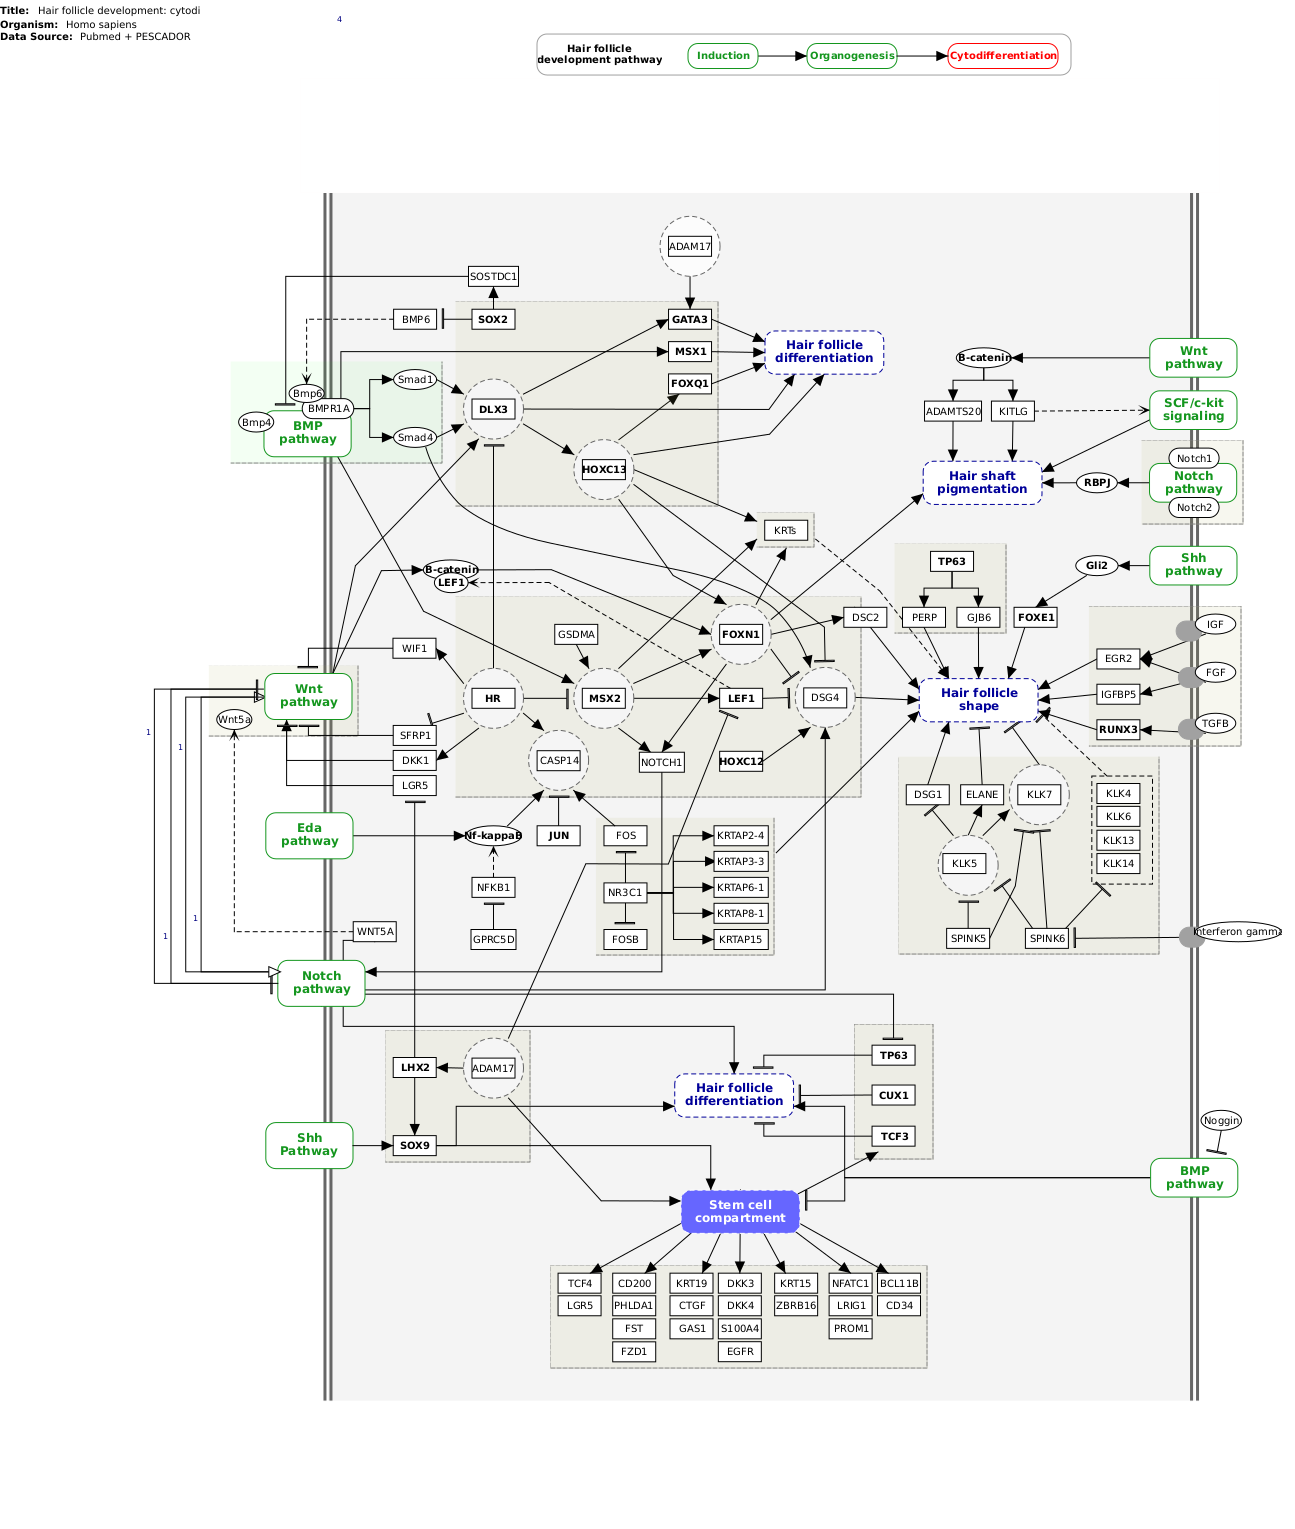 Title: Hair follicle development: cytodi
Organism: Homo sapiens
Data Source: Pubmed + PESCADOR
4
Hair follicle
development pathway
Induction
Organogenesis
Cytodifferentiation
ADAM17
SOSTDC1
BMP6
SOX2
GATA3
MSX1
FOXQ1
Hair follicle
differentiation
Bmp6
BMPR1A
Bmp4
BMP
pathway
Smad1
Smad4
DLX3
HOXC13
KRTs
B-catenin
Wnt
pathway
ADAMTS20
KITLG
SCF/c-kit
signaling
Hair shaft
pigmentation
RBPJ
Notch1
Notch
pathway
Notch2
B-catenin
LEF1
TP63
PERP
GJB6
Gli2
Shh
pathway
FOXE1
GSDMA
FOXN1
DSC2
WIF1
Wnt
pathway
Wnt5a
HR
MSX2
LEF1
DSG4
Hair follicle
shape
EGR2
IGFBP5
RUNX3
IGF
FGF
TGFB
SFRP1
DKK1
LGR5
CASP14
NOTCH1
HOXC12
1
1
1
1
Eda
pathway
Nf-kappaB
JUN
FOS
NFKB1
GPRC5D
NR3C1
FOSB
KRTAP2-4
KRTAP3-3
KRTAP6-1
KRTAP8-1
KRTAP15
DSG1
ELANE
KLK7
KLK5
KLK4
KLK6
KLK13
KLK14
SPINK5
SPINK6
Interferon gamma
WNT5A
Notch
pathway
LHX2
ADAM17
SOX9
Shh
Pathway
Hair follicle
differentiation
TP63
CUX1
TCF3
Noggin
BMP
pathway
Stem cell
compartment
TCF4
CD200
KRT19
DKK3
KRT15
NFATC1
BCL11B
LGR5
PHLDA1
CTGF
DKK4
ZBRB16
LRIG1
CD34
FST
GAS1
S100A4
PROM1
FZD1
EGFR